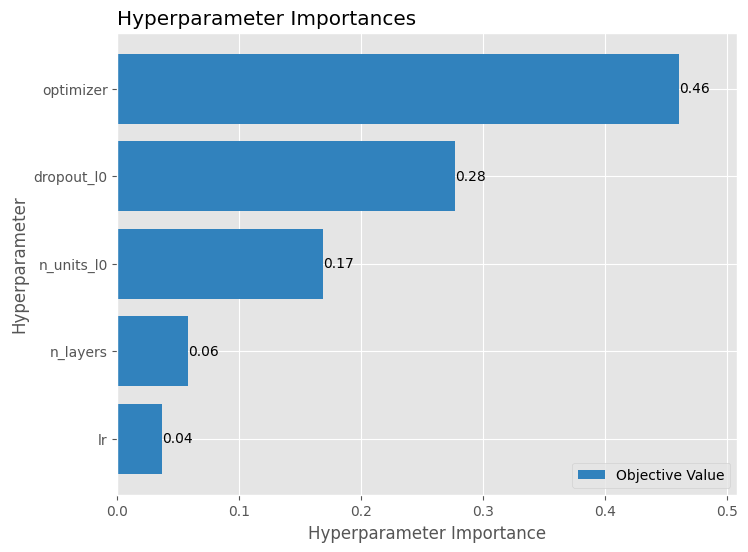 Hyperparameter Importances
Hyperparameter
optimizer
0.46
dropout_l0
0.28
n_units_l0
0.17
n_layers
0.06
lr
0.04
Objective Value
0.0
0.1
0.2
0.3
0.4
0.5
Hyperparameter Importance